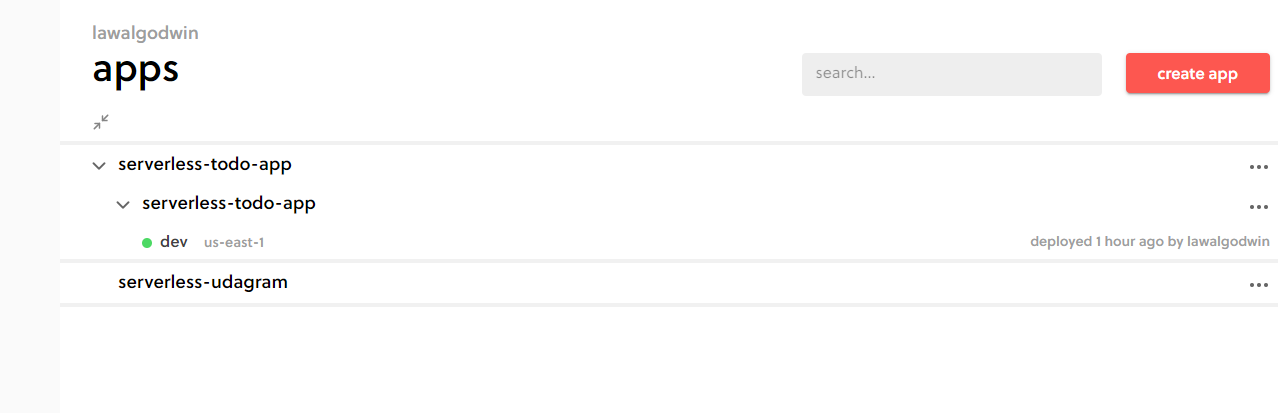 lawalgodwin
apps
search...
create app
serverless-todo-app
serverless-todo-app
dev us-east-1 deployed 1 hour ago by lawalgodwin
serverless-udagram